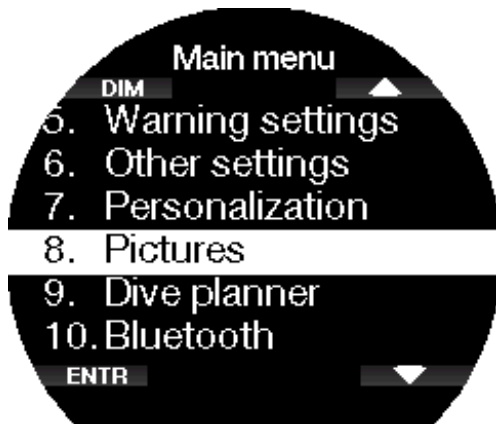 Main menu
DIM
5. Warning settings
6. Other settings
7. Personalization
8. Pictures
9. Dive planner
10. Bluetooth
ENTR